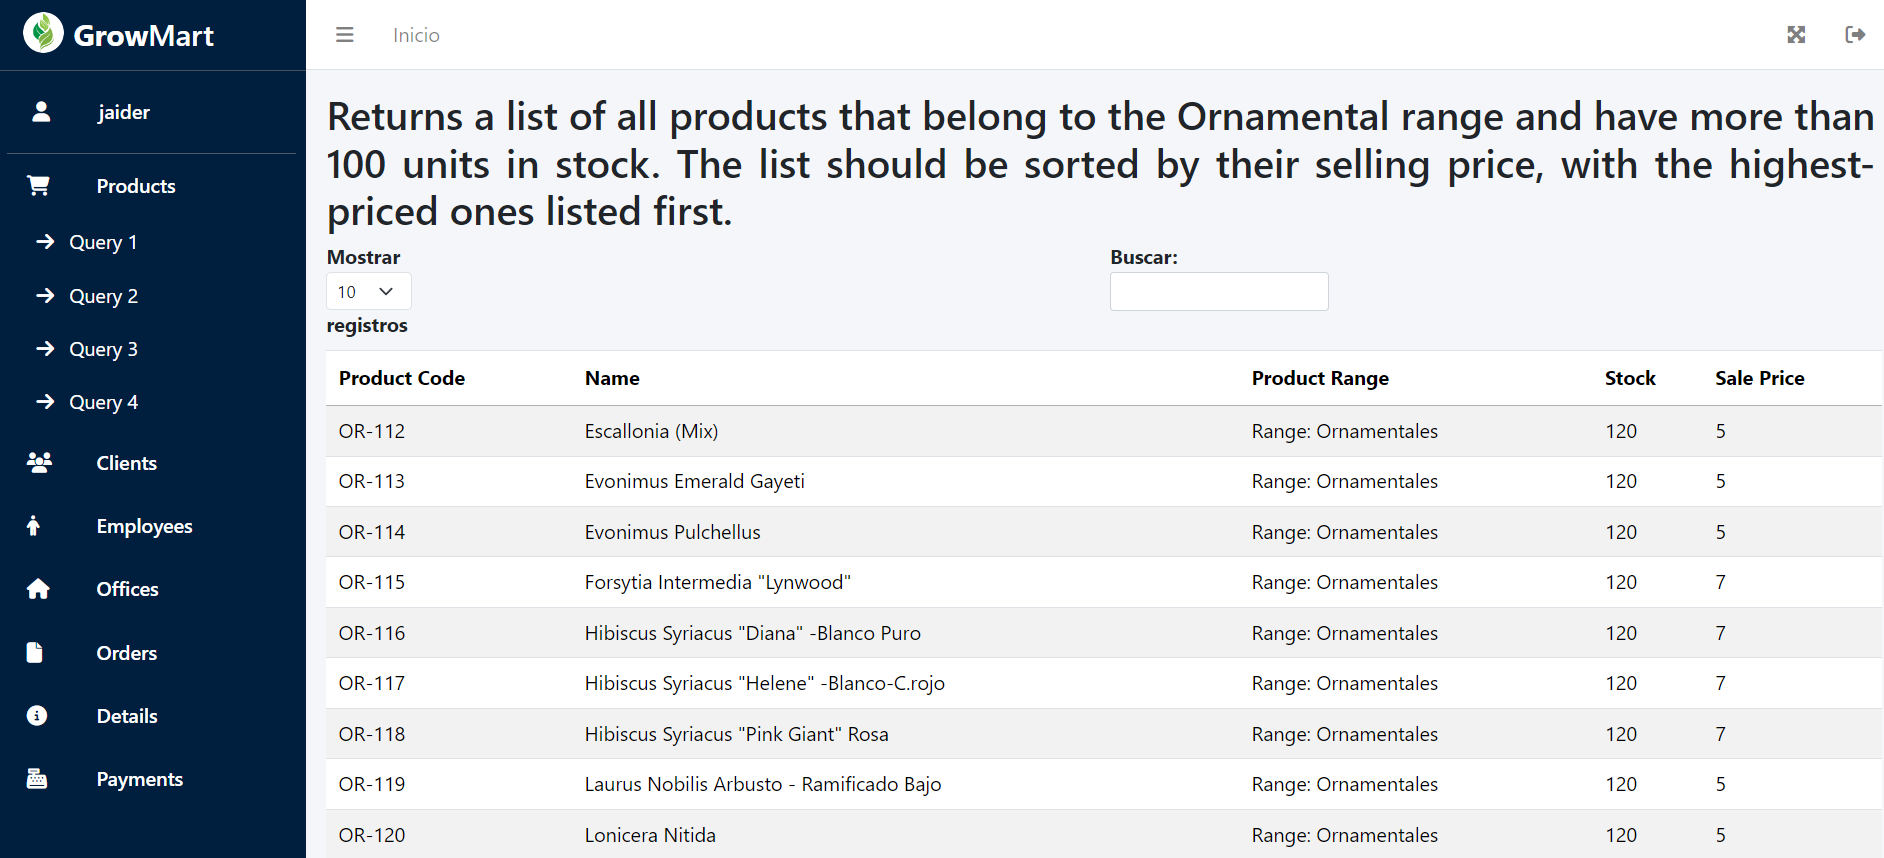 GrowMart
Inicio
jaider
Products
Query 1
Query 2
Query 3
Query 4
Clients
Employees
Offices
Orders
Details
Payments
Returns a list of all products that belong to the Ornamental range and have more than
100 units in stock. The list should be sorted by their selling price, with the highest-
priced ones listed first.
Mostrar
10
registros
Buscar:
Product Code Name Product Range Stock Sale Price
OR-112 Escallonia (Mix) Range: Ornamentales 120 5
OR-113 Evonimus Emerald Gayeti Range: Ornamentales 120 5
OR-114 Evonimus Pulchellus Range: Ornamentales 120 5
OR-115 Forsytia Intermedia "Lynwood" Range: Ornamentales 120 7
OR-116 Hibiscus Syriacus "Diana" -Blanco Puro Range: Ornamentales 120 7
OR-117 Hibiscus Syriacus "Helene" -Blanco-C.rojo Range: Ornamentales 120 7
OR-118 Hibiscus Syriacus "Pink Giant" Rosa Range: Ornamentales 120 7
OR-119 Laurus Nobilis Arbusto - Ramificado Bajo Range: Ornamentales 120 5
OR-120 Lonicera Nitida Range: Ornamentales 120 5